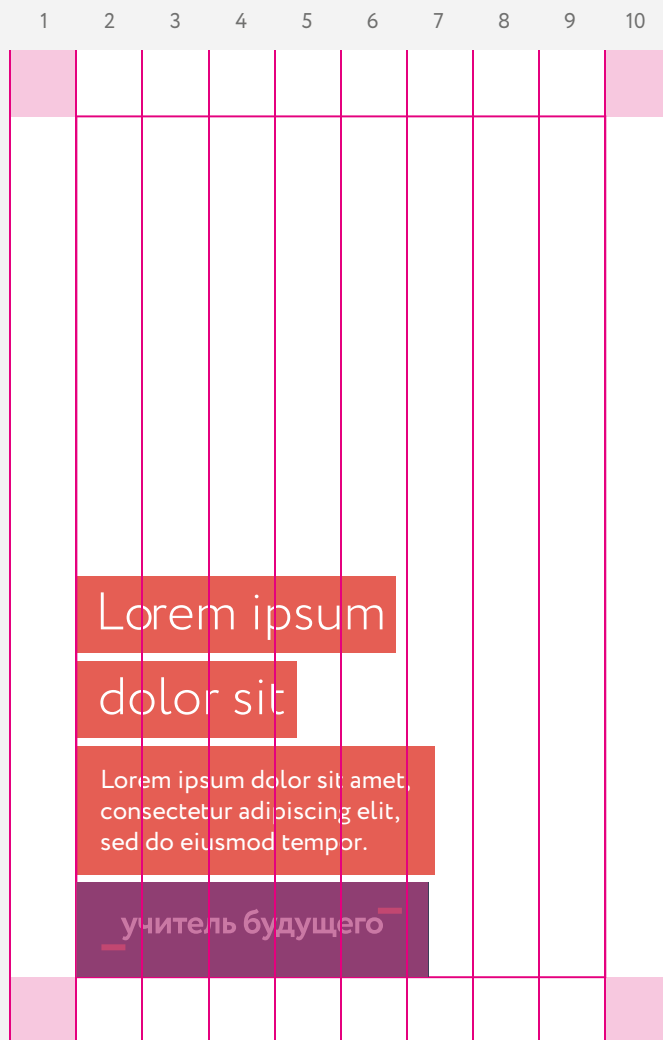 1 2 3 4 5 6 7 8 9 10
Lorem ipsum
dolor sit
Lorem ipsum dolor sit amet,
consectetur adipiscing elit,
sed do eiusmod tempor.
учитель будущего